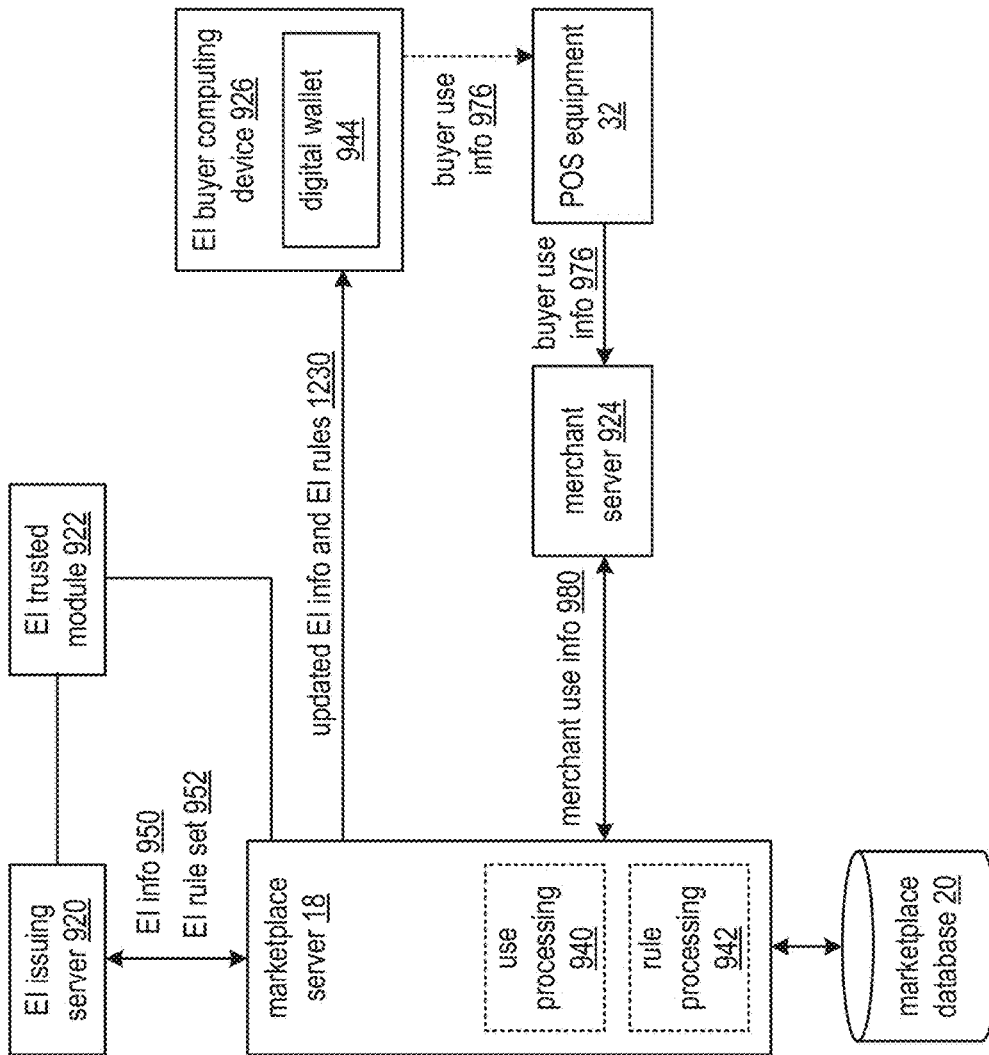 EI issuing
server 920
EI trusted
module 922
EI info 950
EI rule set 952
marketplace
server 18
use
processing
940
rule
processing
942
marketplace
database 20
updated EI info and EI rules 1230
merchant use info 980
EI buyer computing
device 926
digital wallet
944
buyer use
info 976
POS equipment
32
buyer use
info 976
merchant
server 924